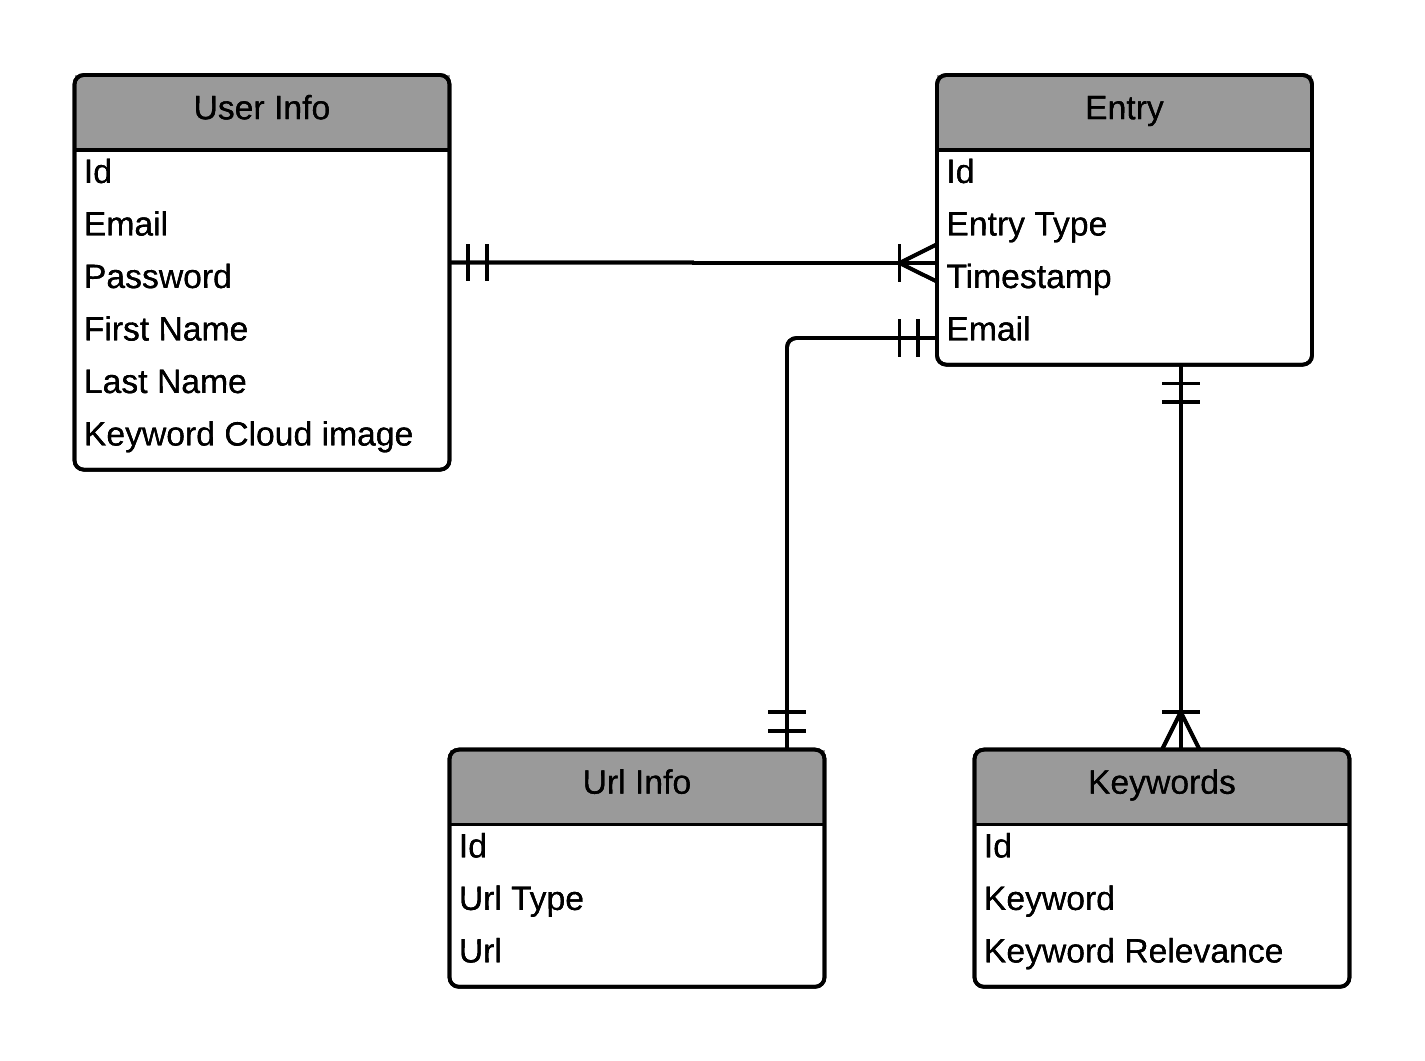 User Info
Id
Email
Password
First Name
Last Name
Keyword Cloud image
Entry
Id
Entry Type
Timestamp
Email
Url Info
Id
Url Type
Url
Keywords
Id
Keyword
Keyword Relevance